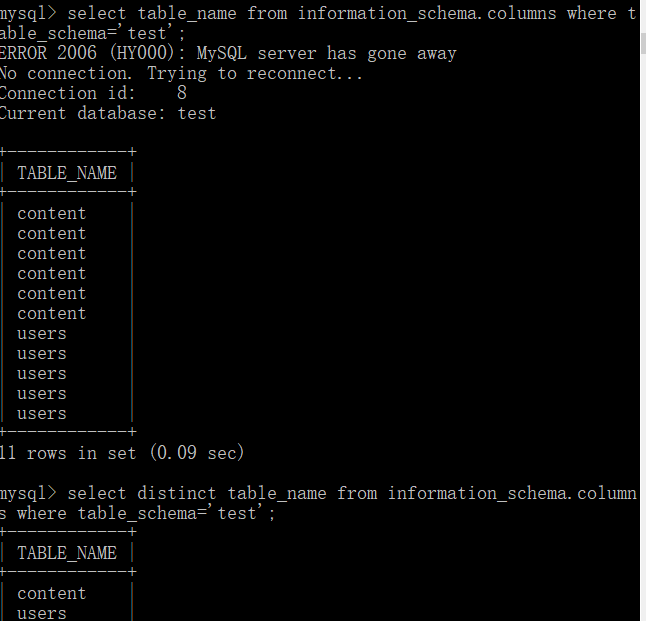 mysql> select table_name from information_schema.columns where t
able_schema='test';
ERROR 2006 (HY000): MySQL server has gone away
No connection. Trying to reconnect...
Connection id:    8
Current database: test
+------------+
| TABLE_NAME |
+------------+
| content    |
| content    |
| content    |
| content    |
| content    |
| content    |
| users      |
| users      |
| users      |
| users      |
| users      |
+------------+
11 rows in set (0.09 sec)
mysql> select distinct table_name from information_schema.column
s where table_schema='test';
+------------+
| TABLE_NAME |
+------------+
| content    |
| users      |